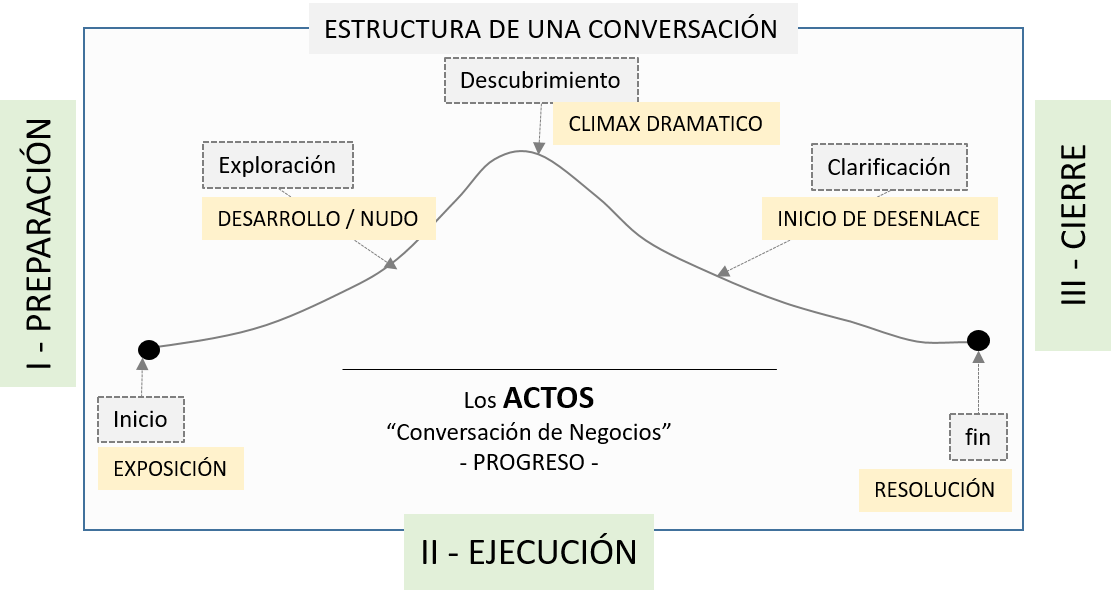 ESTRUCTURA DE UNA CONVERSACIÓN
I - PREPARACIÓN
Descubrimiento
CLIMAX DRAMATICO
Exploración
DESARROLLO / NUDO
Clarificación
INICIO DE DESENLACE
III - CIERRE
Inicio
EXPOSICIÓN
Los ACTOS
“Conversación de Negocios”
- PROGRESO -
fin
RESOLUCIÓN
II - EJECUCIÓN